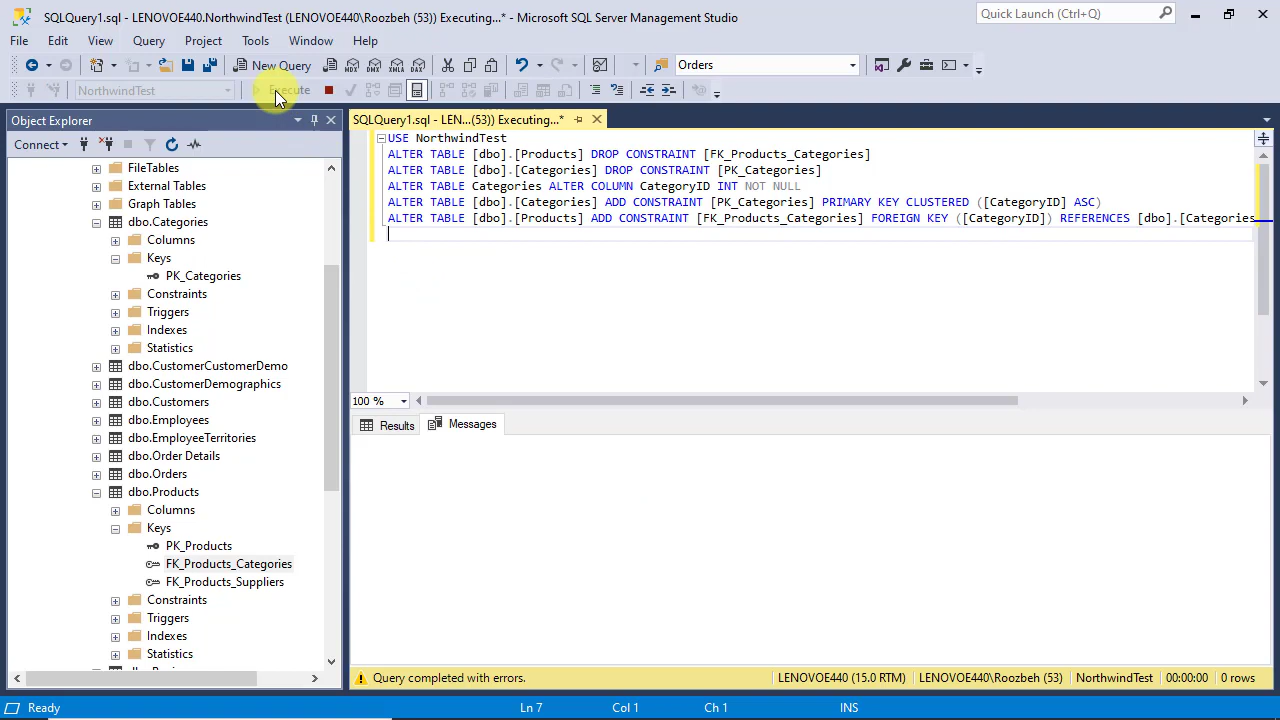 SQLQuery1.sql - LENOVOE440.NorthwindTest (LENOVOE440\Roozbeh (53)) Executing...* - Microsoft SQL Server Management Studio
Quick Launch (Ctrl+Q)
File Edit View Query Project Tools Window Help
New Query
MDX DMX XMLA DAX
Orders
NorthwindTest
Execute
Object Explorer
SQLQuery1.sql - LEN...(53)) Executing...*
Connect
FileTables
External Tables
Graph Tables
dbo.Categories
Columns
Keys
PK_Categories
Constraints
Triggers
Indexes
Statistics
dbo.CustomerCustomerDemo
dbo.CustomerDemographics
dbo.Customers
dbo.Employees
dbo.EmployeeTerritories
dbo.Order Details
dbo.Orders
dbo.Products
Columns
Keys
PK_Products
FK_Products_Categories
FK_Products_Suppliers
Constraints
Triggers
Indexes
Statistics
USE NorthwindTest
ALTER TABLE [dbo].[Products] DROP CONSTRAINT [FK_Products_Categories]
ALTER TABLE [dbo].[Categories] DROP CONSTRAINT [PK_Categories]
ALTER TABLE Categories ALTER COLUMN CategoryID INT NOT NULL
ALTER TABLE [dbo].[Categories] ADD CONSTRAINT [PK_Categories] PRIMARY KEY CLUSTERED ([CategoryID] ASC)
ALTER TABLE [dbo].[Products] ADD CONSTRAINT [FK_Products_Categories] FOREIGN KEY ([CategoryID]) REFERENCES [dbo].[Categories
100 %
Results Messages
Query completed with errors.
LENOVOE440 (15.0 RTM) LENOVOE440\Roozbeh (53) NorthwindTest 00:00:00 0 rows
Ready Ln 7 Col 1 Ch 1 INS